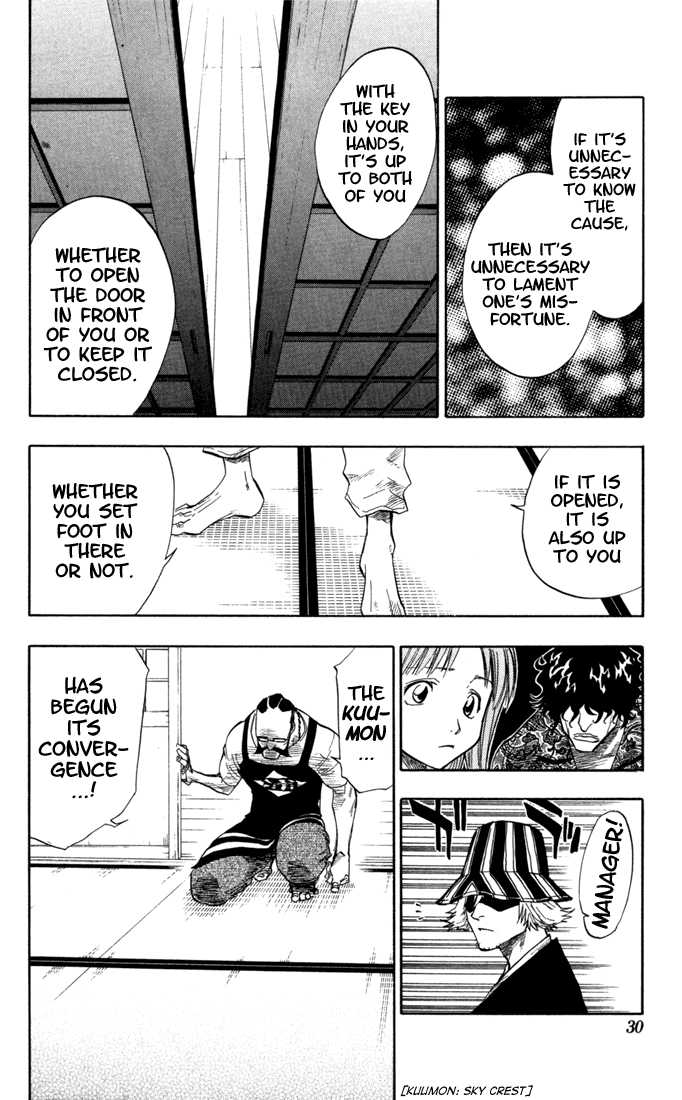 IF IT'S
UNNEC-
ESSARY
TO KNOW
THE
CAUSE,
THEN IT'S
UNNECESSARY
TO LAMENT
ONE'S MIS-
FORTUNE.
WITH
THE KEY
IN YOUR
HANDS,
IT'S UP
TO BOTH
OF YOU
WHETHER
TO OPEN
THE DOOR
IN FRONT
OF YOU OR
TO KEEP IT
CLOSED.
IF IT IS
OPENED,
IT IS
ALSO UP
TO YOU
WHETHER
YOU SET
FOOT IN
THERE
OR NOT.
MANAGER!
THE
KUU-
MON
...
HAS
BEGUN
ITS
CONVER-
GENCE
...!
30
[KUUMON: SKY CREST]